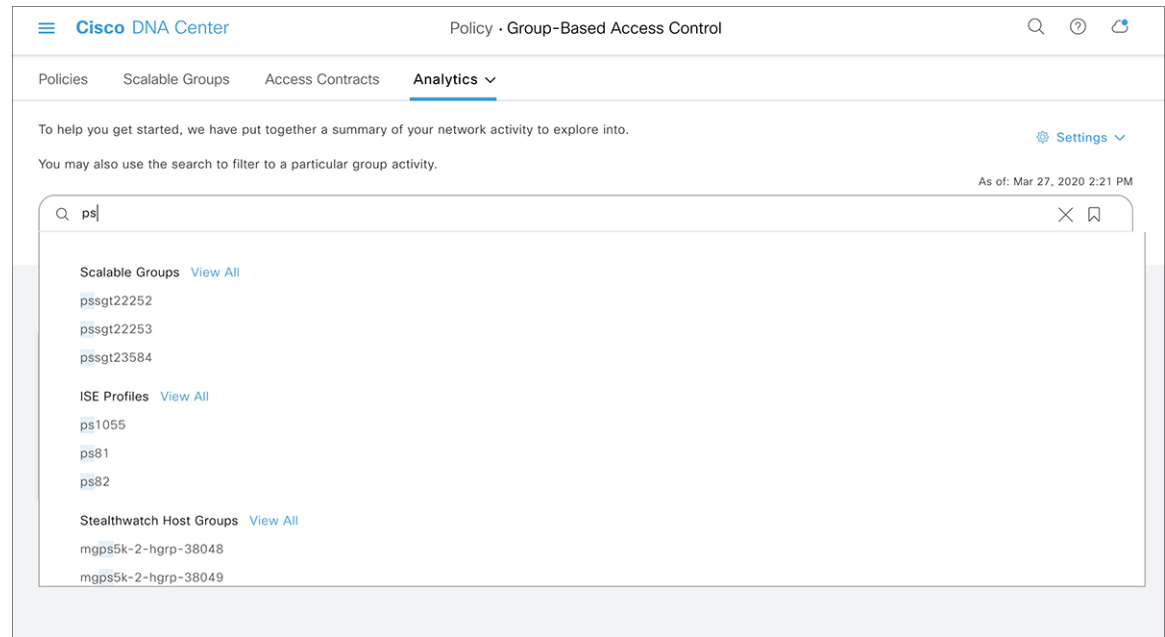 Cisco DNA Center
Policy · Group-Based Access Control
Policies Scalable Groups Access Contracts Analytics
To help you get started, we have put together a summary of your network activity to explore into.
Settings
You may also use the search to filter to a particular group activity.
As of: Mar 27, 2020 2:21 PM
ps
Scalable Groups View All
pssgt22252
pssgt22253
pssgt23584
ISE Profiles View All
ps1055
ps81
ps82
Stealthwatch Host Groups View All
mgps5k-2-hgrp-38048
mgps5k-2-hgrp-38049